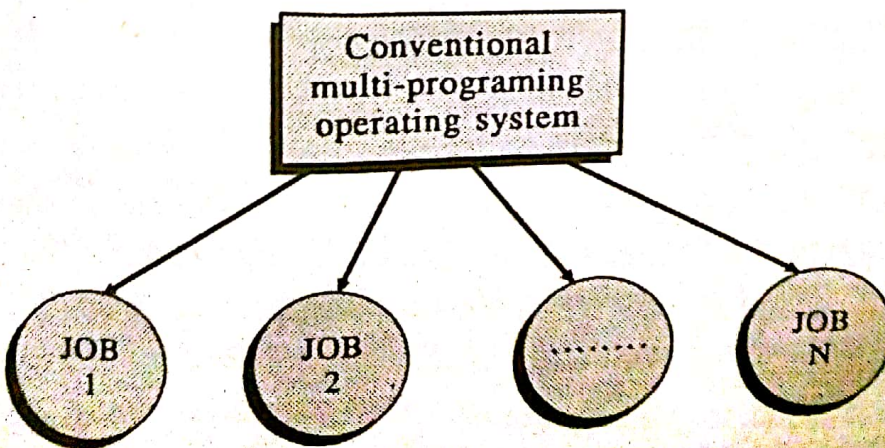 Conventional
multi-programing
operating system
JOB
1
JOB
2
........
JOB
N